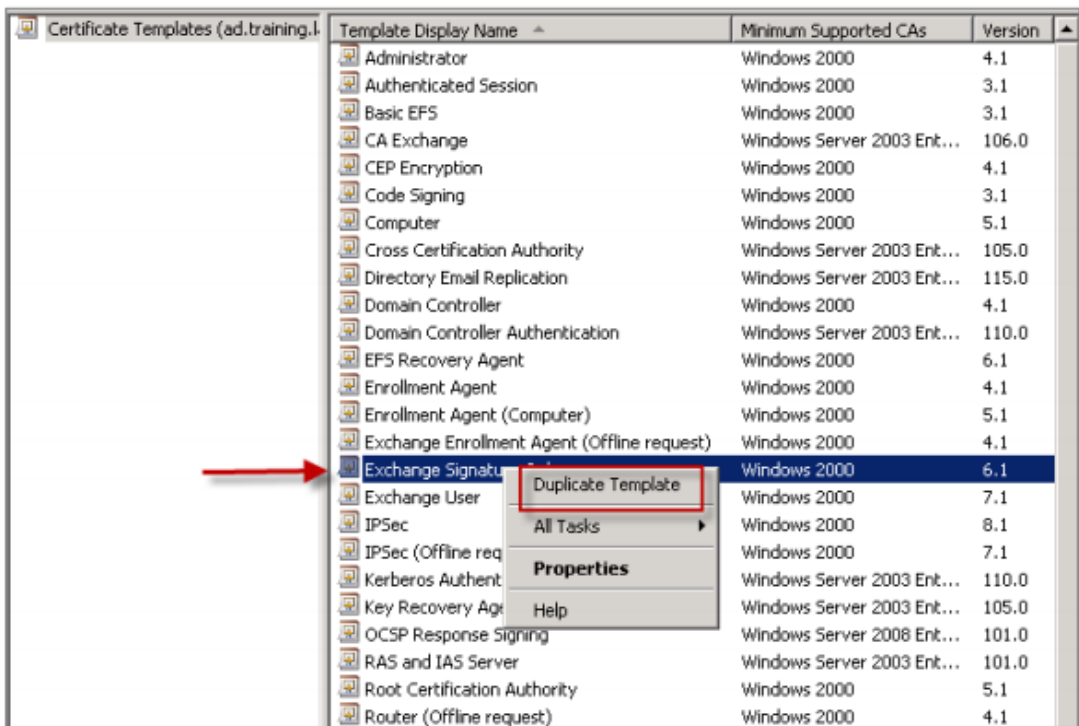 Certificate Templates (ad.training.l
Template Display Name Minimum Supported CAs Version
Administrator Windows 2000 4.1
Authenticated Session Windows 2000 3.1
Basic EFS Windows 2000 3.1
CA Exchange Windows Server 2003 Ent... 106.0
CEP Encryption Windows 2000 4.1
Code Signing Windows 2000 3.1
Computer Windows 2000 5.1
Cross Certification Authority Windows Server 2003 Ent... 105.0
Directory Email Replication Windows Server 2003 Ent... 115.0
Domain Controller Windows 2000 4.1
Domain Controller Authentication Windows Server 2003 Ent... 110.0
EFS Recovery Agent Windows 2000 6.1
Enrollment Agent Windows 2000 4.1
Enrollment Agent (Computer) Windows 2000 5.1
Exchange Enrollment Agent (Offline request) Windows 2000 4.1
Exchange Signatu Windows 2000 6.1
Duplicate Template
Exchange User Windows 2000 7.1
IPSec Windows 2000 8.1
All Tasks
IPSec (Offline req Windows 2000 7.1
Properties
Kerberos Authent Windows Server 2003 Ent... 110.0
Key Recovery Age Windows Server 2003 Ent... 105.0
Help
OCSP Response Signing Windows Server 2008 Ent... 101.0
RAS and IAS Server Windows Server 2003 Ent... 101.0
Root Certification Authority Windows 2000 5.1
Router (Offline request) Windows 2000 4.1